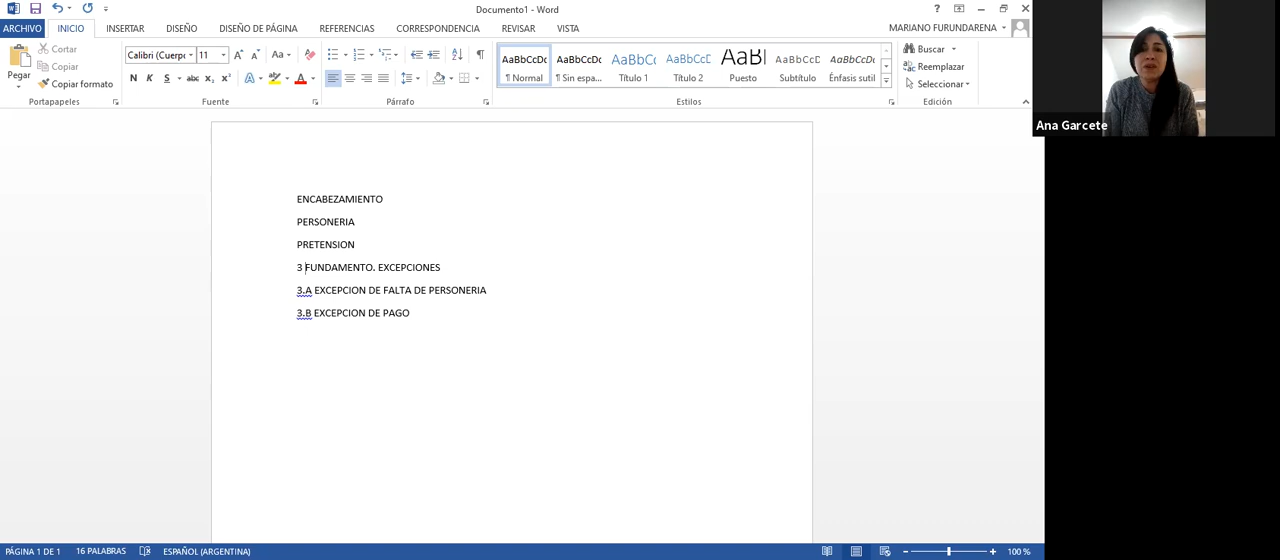 Documento1 - Word
ARCHIVO INICIO INSERTAR DISEÑO DISEÑO DE PÁGINA REFERENCIAS CORRESPONDENCIA REVISAR VISTA MARIANO FURUNDARENA
Pegar
Cortar
Copiar
Copiar formato
Portapapeles
Calibri (Cuerpo 11
Fuente
Párrafo
AaBbCcDc AaBbCcDc AaBbC( AaBbCcD AaB AaBbCcD AaBbCcDc
¶ Normal ¶ Sin espa... Título 1 Título 2 Puesto Subtítulo Énfasis sutil
Estilos
Buscar
Reemplazar
Seleccionar
Edición
Ana Garcete
ENCABEZAMIENTO
PERSONERIA
PRETENSION
3 FUNDAMENTO. EXCEPCIONES
3.A EXCEPCION DE FALTA DE PERSONERIA
3.B EXCEPCION DE PAGO
PÁGINA 1 DE 1 16 PALABRAS ESPAÑOL (ARGENTINA) 100 %